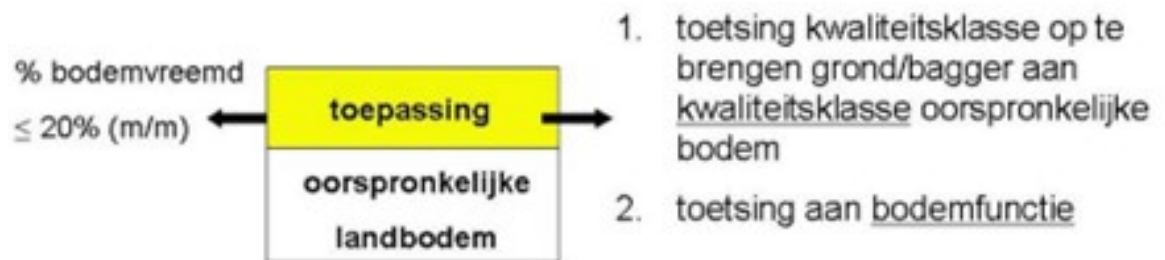 % bodemvreemd
≤ 20% (m/m)
toepassing
oorspronkelijke
landbodem
1. toetsing kwaliteitsklasse op te
brengen grond/bagger aan
kwaliteitsklasse oorspronkelijke
bodem
2. toetsing aan bodemfunctie